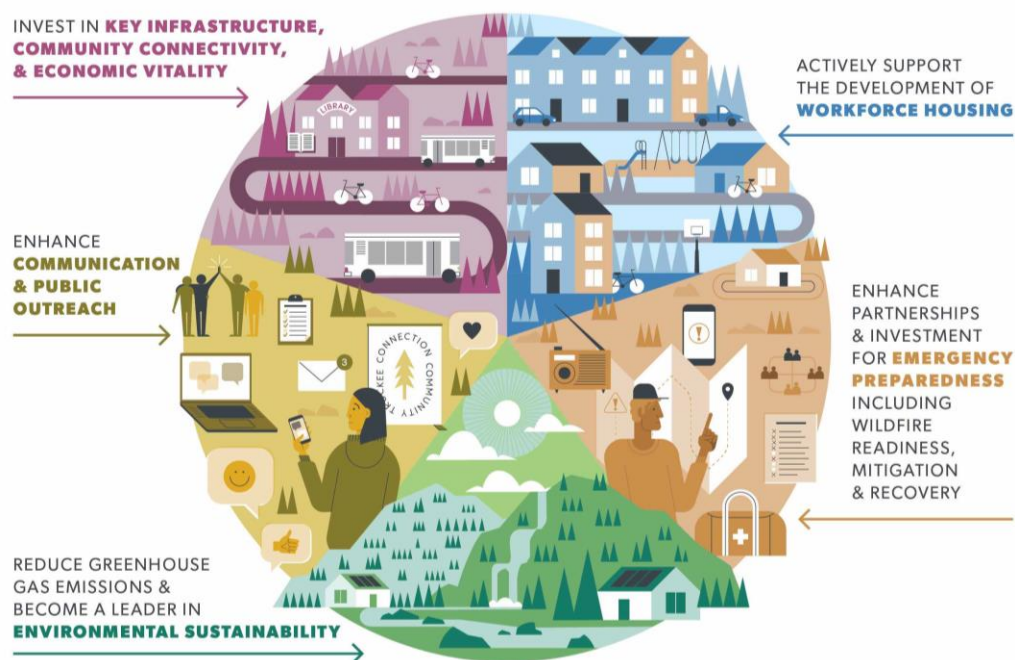 INVEST IN KEY INFRASTRUCTURE,
COMMUNITY CONNECTIVITY,
& ECONOMIC VITALITY
LIBRARY
ACTIVELY SUPPORT
THE DEVELOPMENT OF
WORKFORCE HOUSING
ENHANCE
COMMUNICATION
& PUBLIC
OUTREACH
3
TRUCKEE CONNECTION COMMUNITY
ENHANCE
PARTNERSHIPS
& INVESTMENT
FOR EMERGENCY
PREPAREDNESS
INCLUDING
WILDFIRE
READINESS,
MITIGATION
& RECOVERY
!
!
REDUCE GREENHOUSE
GAS EMISSIONS &
BECOME A LEADER IN
ENVIRONMENTAL SUSTAINABILITY